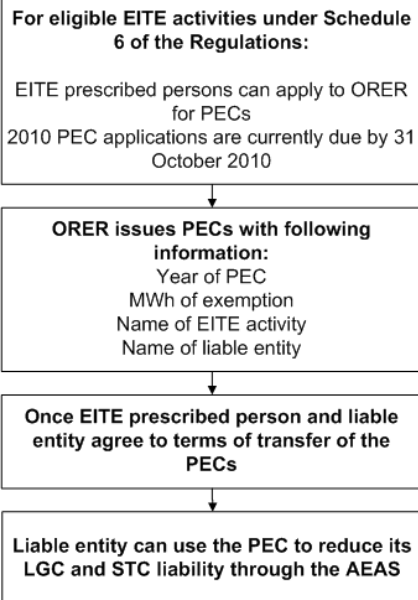 For eligible EITE activities under Schedule
6 of the Regulations:
EITE prescribed persons can apply to ORER
for PECs
2010 PEC applications are currently due by 31
October 2010
ORER issues PECs with following
information:
Year of PEC
MWh of exemption
Name of EITE activity
Name of liable entity
Once EITE prescribed person and liable
entity agree to terms of transfer of the
PECs
Liable entity can use the PEC to reduce its
LGC and STC liability through the AEAS